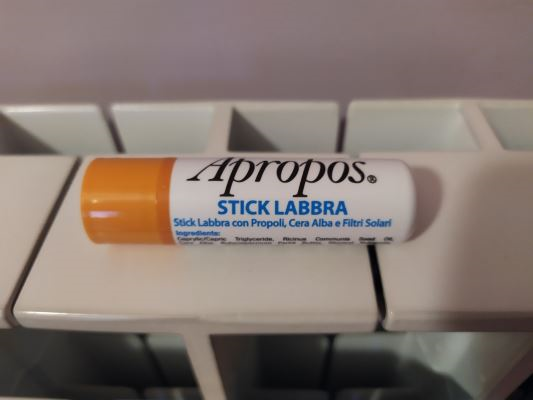 Apropos®
STICK LABBRA
Stick Labbra con Propoli, Cera Alba e Filtri Solari
Ingredients:
Caprylic/Capric Triglyceride, Ricinus Communis Seed Oil,